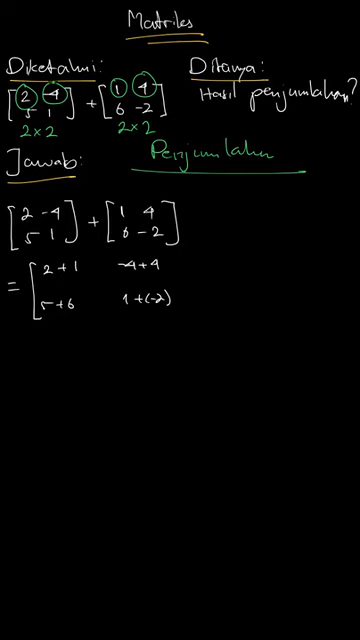 Matriks
Diketahui: Ditanya:
[2 -4] + [1 4] Hasil penjumlahan?
[5 1] [6 -2]
2×2 2×2
Jawab: Penjumlahan
[2 -4] + [1 4]
[5 1] [6 -2]
= [2+1 -4+4
5+6 1+(-2)